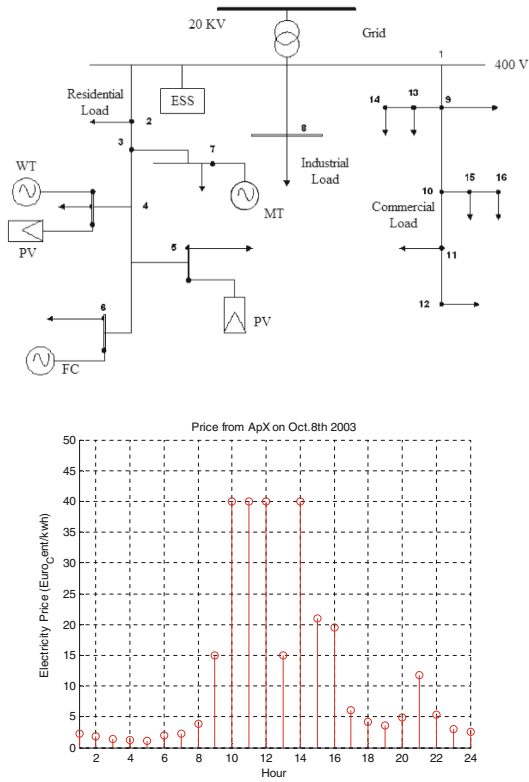 20 KV
Grid
1
400 V
Residential
Load
ESS
2
3
7
8
14
13
9
WT
Industrial
Load
MT
10
15
16
Commercial
Load
4
PV
5
11
6
PV
12
FC
Price from ApX on Oct.8th 2003
Electricity Price (Euro_Cent/kwh)
50
45
40
35
30
25
20
15
10
5
0
2 4 6 8 10 12 14 16 18 20 22 24
Hour